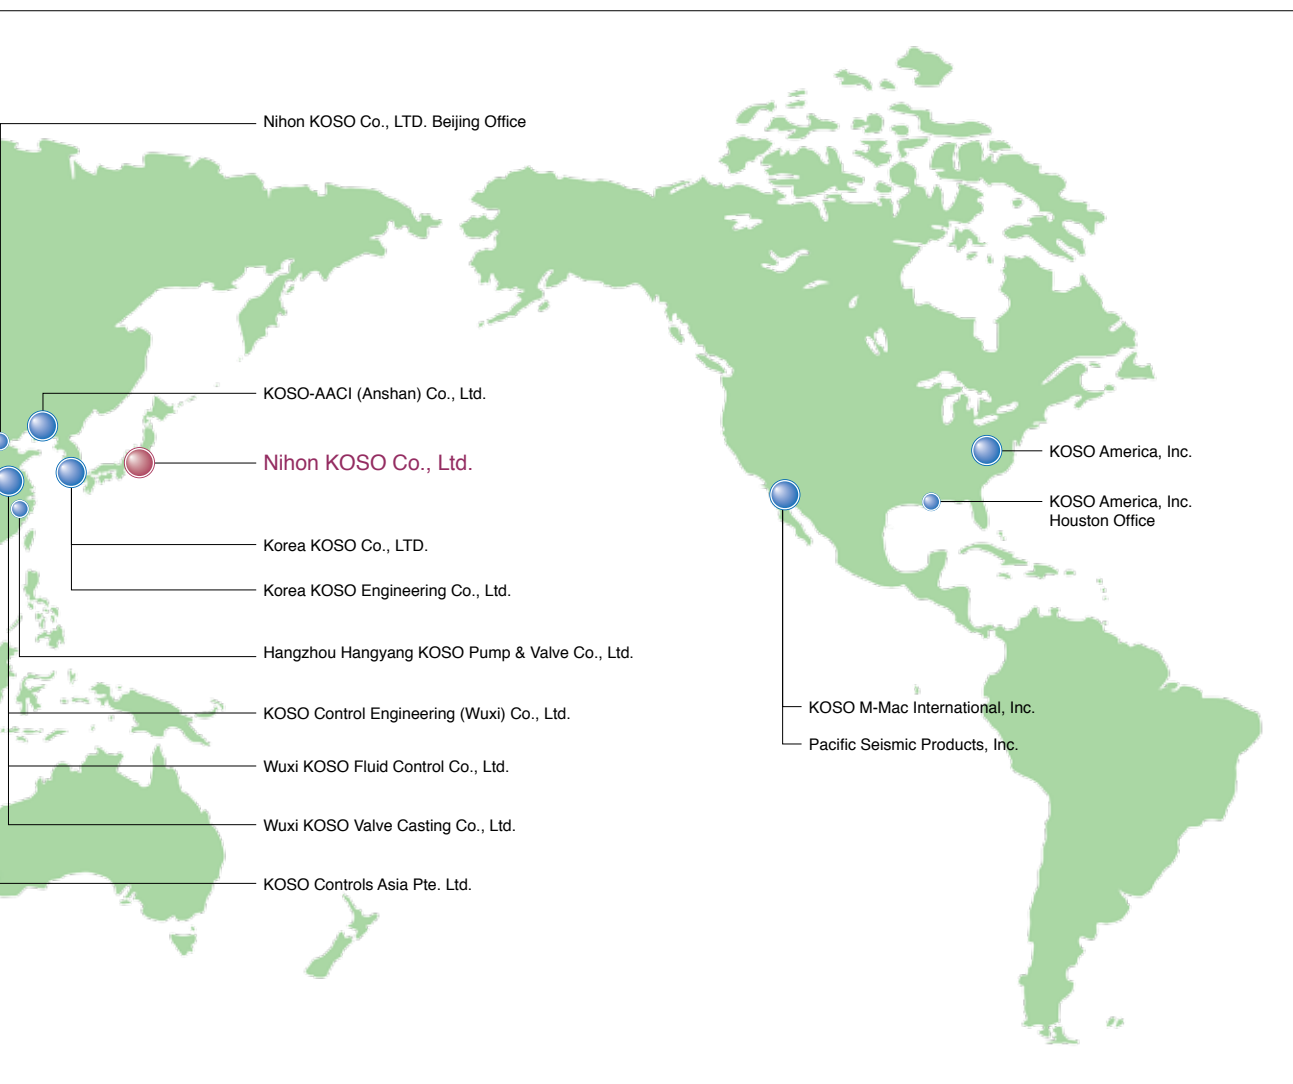 Nihon KOSO Co., LTD. Beijing Office
KOSO-AACI (Anshan) Co., Ltd.
Nihon KOSO Co., Ltd.
Korea KOSO Co., LTD.
Korea KOSO Engineering Co., Ltd.
Hangzhou Hangyang KOSO Pump & Valve Co., Ltd.
KOSO Control Engineering (Wuxi) Co., Ltd.
Wuxi KOSO Fluid Control Co., Ltd.
Wuxi KOSO Valve Casting Co., Ltd.
KOSO Controls Asia Pte. Ltd.
KOSO America, Inc.
KOSO America, Inc.
Houston Office
KOSO M-Mac International, Inc.
Pacific Seismic Products, Inc.